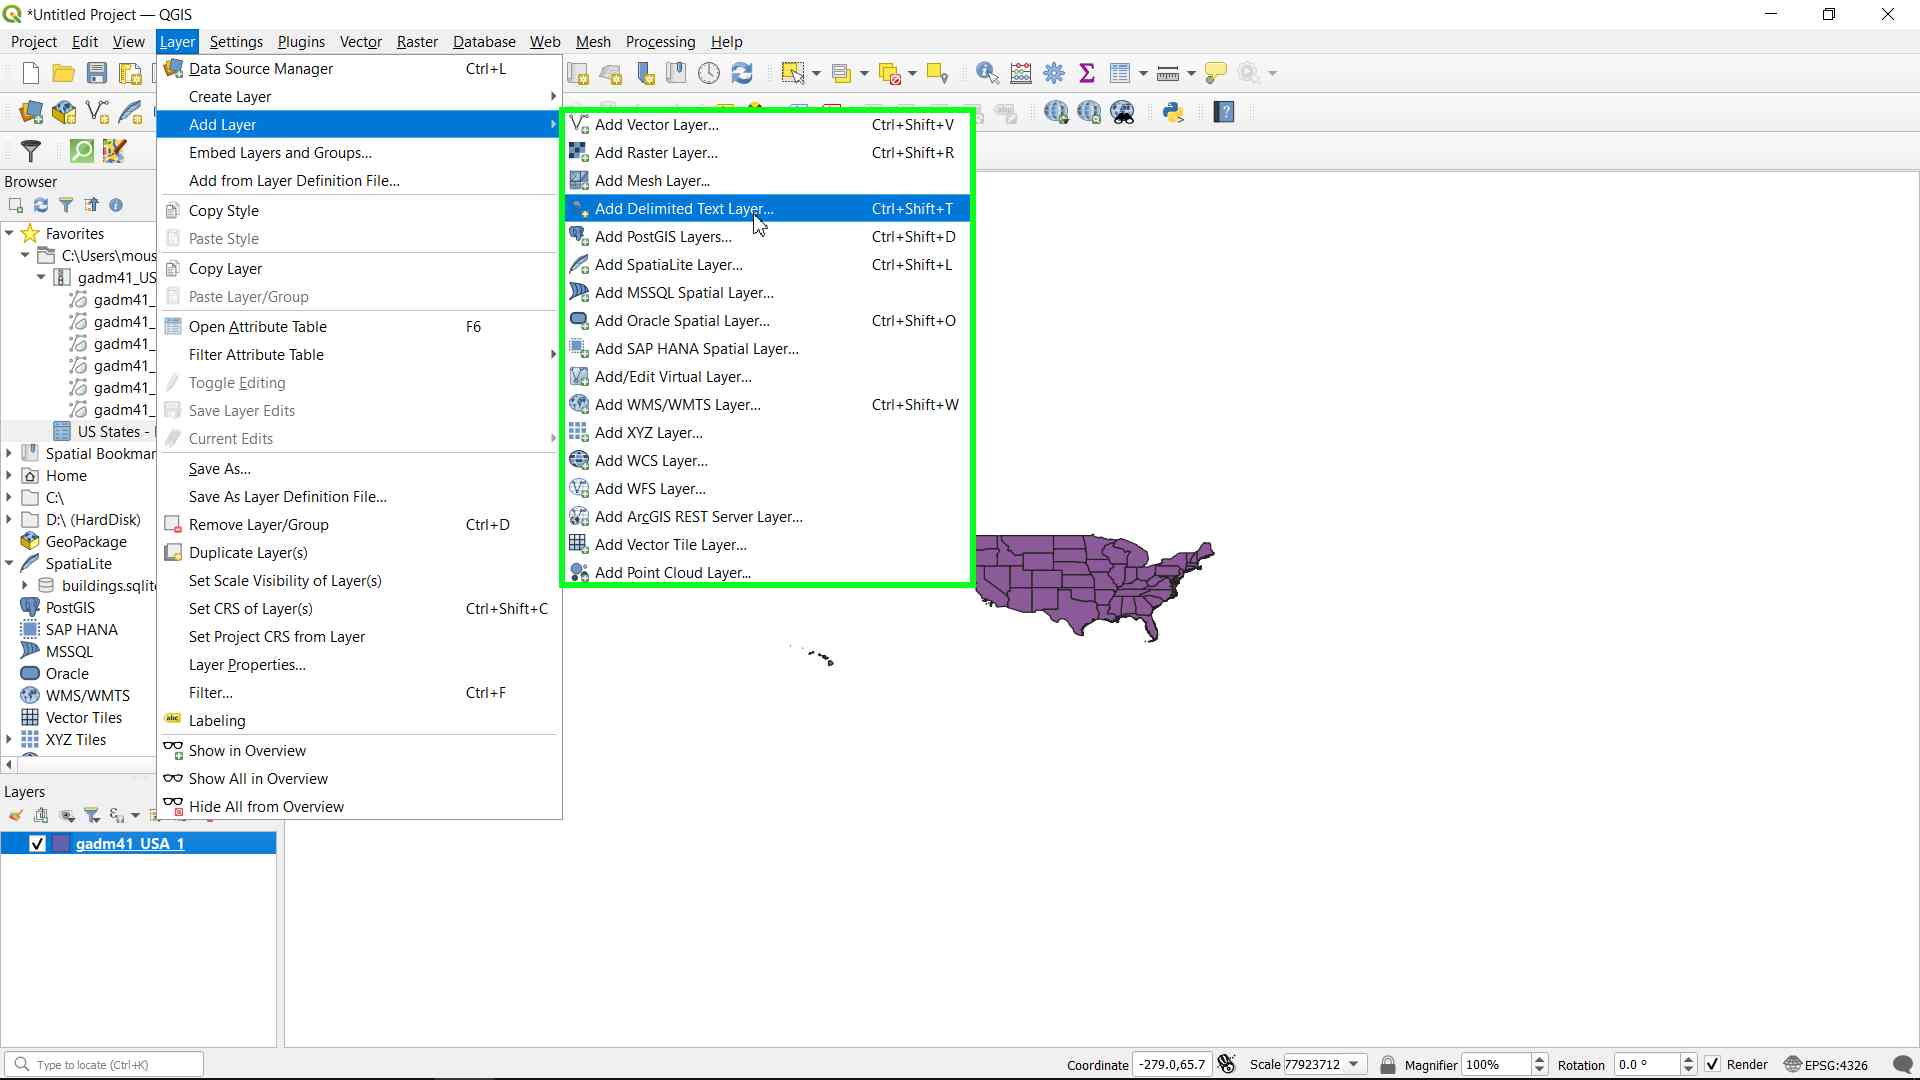 *Untitled Project — QGIS
Project Edit View Layer Settings Plugins Vector Raster Database Web Mesh Processing Help
Data Source Manager Ctrl+L
Create Layer
Add Layer
Embed Layers and Groups...
Add from Layer Definition File...
Copy Style
Paste Style
Copy Layer
Paste Layer/Group
Open Attribute Table F6
Filter Attribute Table
Toggle Editing
Save Layer Edits
Current Edits
Save As...
Save As Layer Definition File...
Remove Layer/Group Ctrl+D
Duplicate Layer(s)
Set Scale Visibility of Layer(s)
Set CRS of Layer(s) Ctrl+Shift+C
Set Project CRS from Layer
Layer Properties...
Filter... Ctrl+F
abc Labeling
Show in Overview
Show All in Overview
Hide All from Overview
Add Vector Layer... Ctrl+Shift+V
Add Raster Layer... Ctrl+Shift+R
Add Mesh Layer...
Add Delimited Text Layer... Ctrl+Shift+T
Add PostGIS Layers... Ctrl+Shift+D
Add SpatiaLite Layer... Ctrl+Shift+L
Add MSSQL Spatial Layer...
Add Oracle Spatial Layer... Ctrl+Shift+O
Add SAP HANA Spatial Layer...
Add/Edit Virtual Layer...
Add WMS/WMTS Layer... Ctrl+Shift+W
Add XYZ Layer...
Add WCS Layer...
Add WFS Layer...
Add ArcGIS REST Server Layer...
Add Vector Tile Layer...
Add Point Cloud Layer...
Browser
Favorites
C:\Users\mous
gadm41_US
gadm41_
gadm41_
gadm41_
gadm41_
gadm41_
gadm41_
US States -
Spatial Bookmar
Home
C:\
D:\ (HardDisk)
GeoPackage
SpatiaLite
buildings.sqlite
PostGIS
SAP HANA
MSSQL
Oracle
WMS/WMTS
Vector Tiles
XYZ Tiles
Layers
gadm41_USA_1
Type to locate (Ctrl+K)
Coordinate -279.0,65.7 Scale 77923712 Magnifier 100% Rotation 0.0 ° Render EPSG:4326